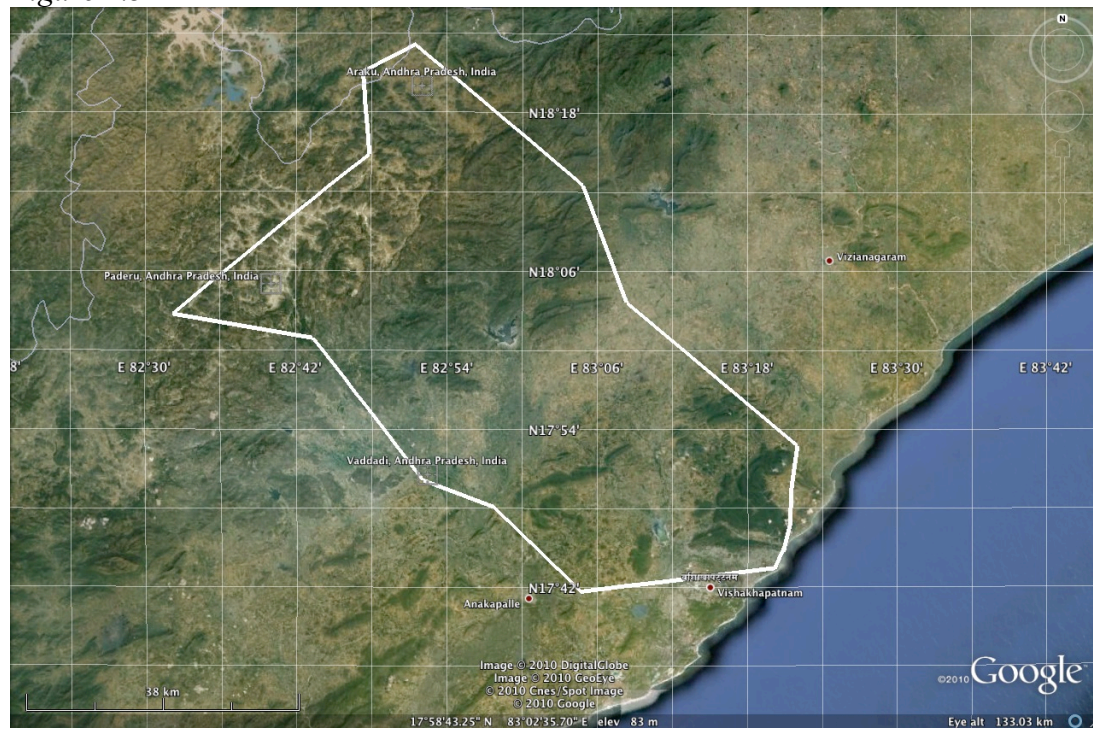 N
Araku, Andhra Pradesh, India
N18°18'
Vizianagaram
Paderu, Andhra Pradesh, India
N18°06'
8'
E 82°30'
E 82°42'
E 82°54'
E 83°06'
E 83°18'
E 83°30'
E 83°42'
N17°54'
Vaddadi, Andhra Pradesh, India
N17°42'
Vishakhapatnam
Anakapalle
Image © 2010 DigitalGlobe
Image © 2010 GeoEye
© 2010 Cnes/Spot Image
© 2010 Google
©2010 Google
38 km
17°58'43.25" N 83°02'35.70" E elev 83 m
Eye alt 133.03 km